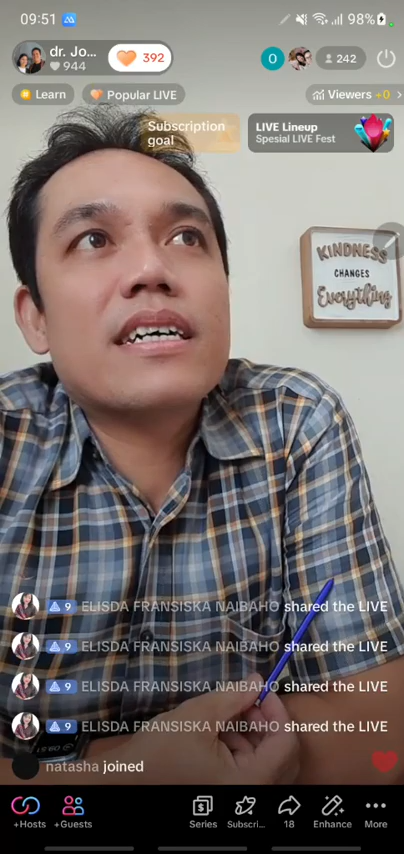 09:51
98%
dr. Jo...
944
392
O
242
Learn
Popular LIVE
Viewers +0
Subscription
goal
LIVE Lineup
Spesial LIVE Fest
KINDNESS
CHANGES
Everything
9 ELISDA FRANSISKA NAIBAHO shared the LIVE
9 ELISDA FRANSISKA NAIBAHO shared the LIVE
9 ELISDA FRANSISKA NAIBAHO shared the LIVE
9 ELISDA FRANSISKA NAIBAHO shared the LIVE
natasha joined
+Hosts
+Guests
Series
Subscri...
18
Enhance
More